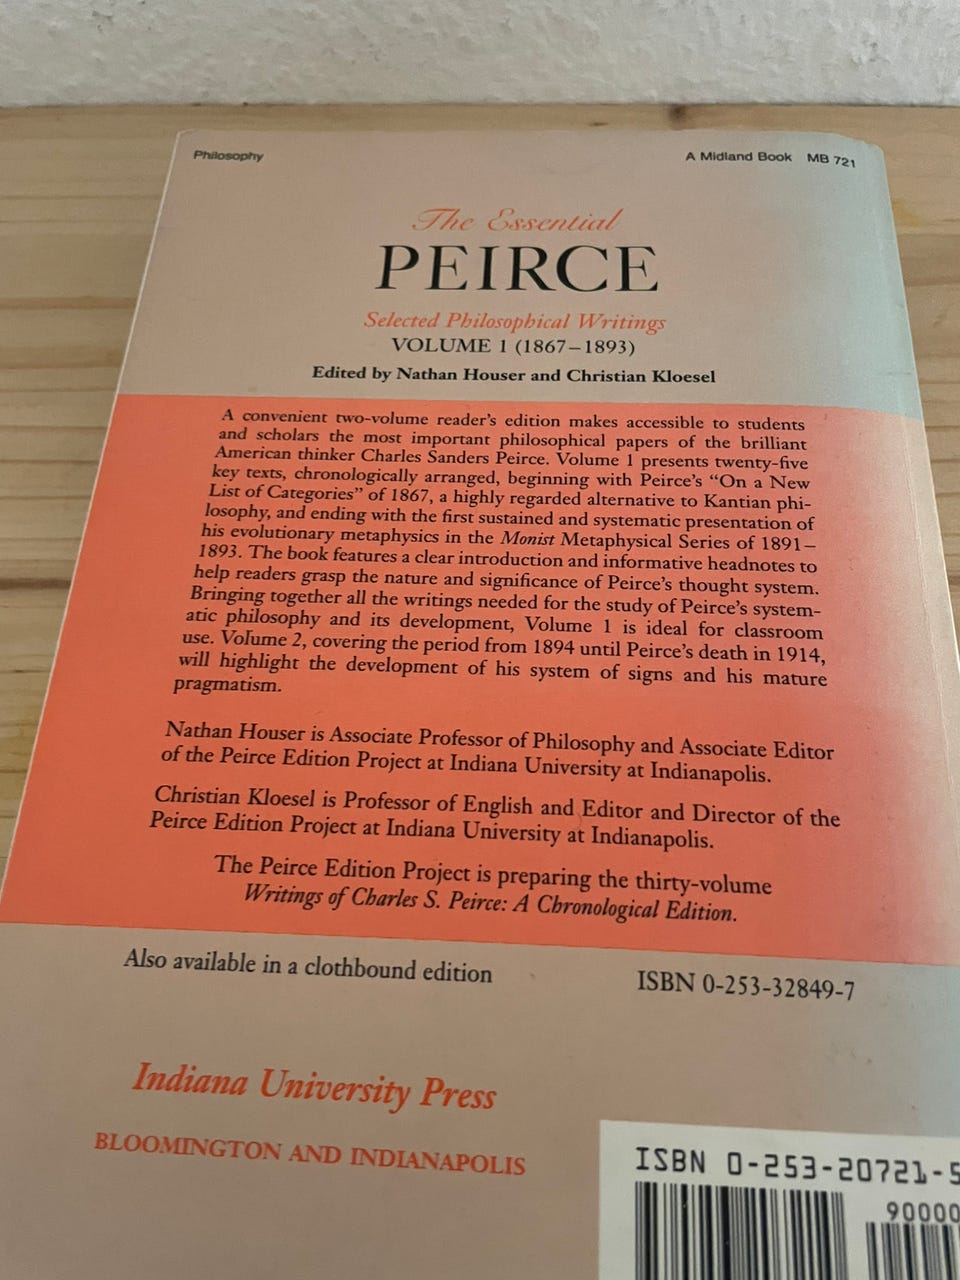 Philosophy
A Midland Book MB 721
The Essential
PEIRCE
Selected Philosophical Writings
VOLUME 1 (1867–1893)
Edited by Nathan Houser and Christian Kloesel
A convenient two-volume reader's edition makes accessible to students
and scholars the most important philosophical papers of the brilliant
American thinker Charles Sanders Peirce. Volume 1 presents twenty-five
key texts, chronologically arranged, beginning with Peirce's “On a New
List of Categories” of 1867, a highly regarded alternative to Kantian phi-
losophy, and ending with the first sustained and systematic presentation of
his evolutionary metaphysics in the Monist Metaphysical Series of 1891–
1893. The book features a clear introduction and informative headnotes to
help readers grasp the nature and significance of Peirce's thought system.
Bringing together all the writings needed for the study of Peirce's system-
atic philosophy and its development, Volume 1 is ideal for classroom
use. Volume 2, covering the period from 1894 until Peirce's death in 1914,
will highlight the development of his system of signs and his mature
pragmatism.
Nathan Houser is Associate Professor of Philosophy and Associate Editor
of the Peirce Edition Project at Indiana University at Indianapolis.
Christian Kloesel is Professor of English and Editor and Director of the
Peirce Edition Project at Indiana University at Indianapolis.
The Peirce Edition Project is preparing the thirty-volume
Writings of Charles S. Peirce: A Chronological Edition.
Also available in a clothbound edition
ISBN 0-253-32849-7
Indiana University Press
BLOOMINGTON AND INDIANAPOLIS
ISBN 0-253-20721-5
90000